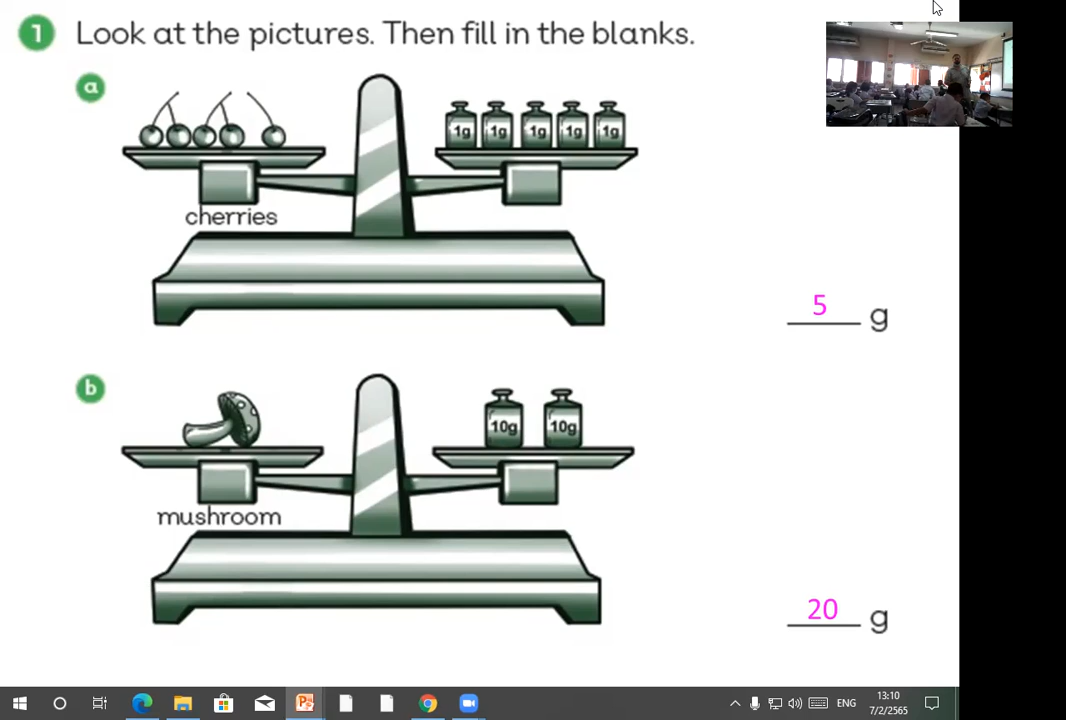 1 Look at the pictures. Then fill in the blanks.
a
1g 1g 1g 1g 1g
cherries
5 g
b
10g 10g
mushroom
20 g
ENG
13:10
7/2/2565